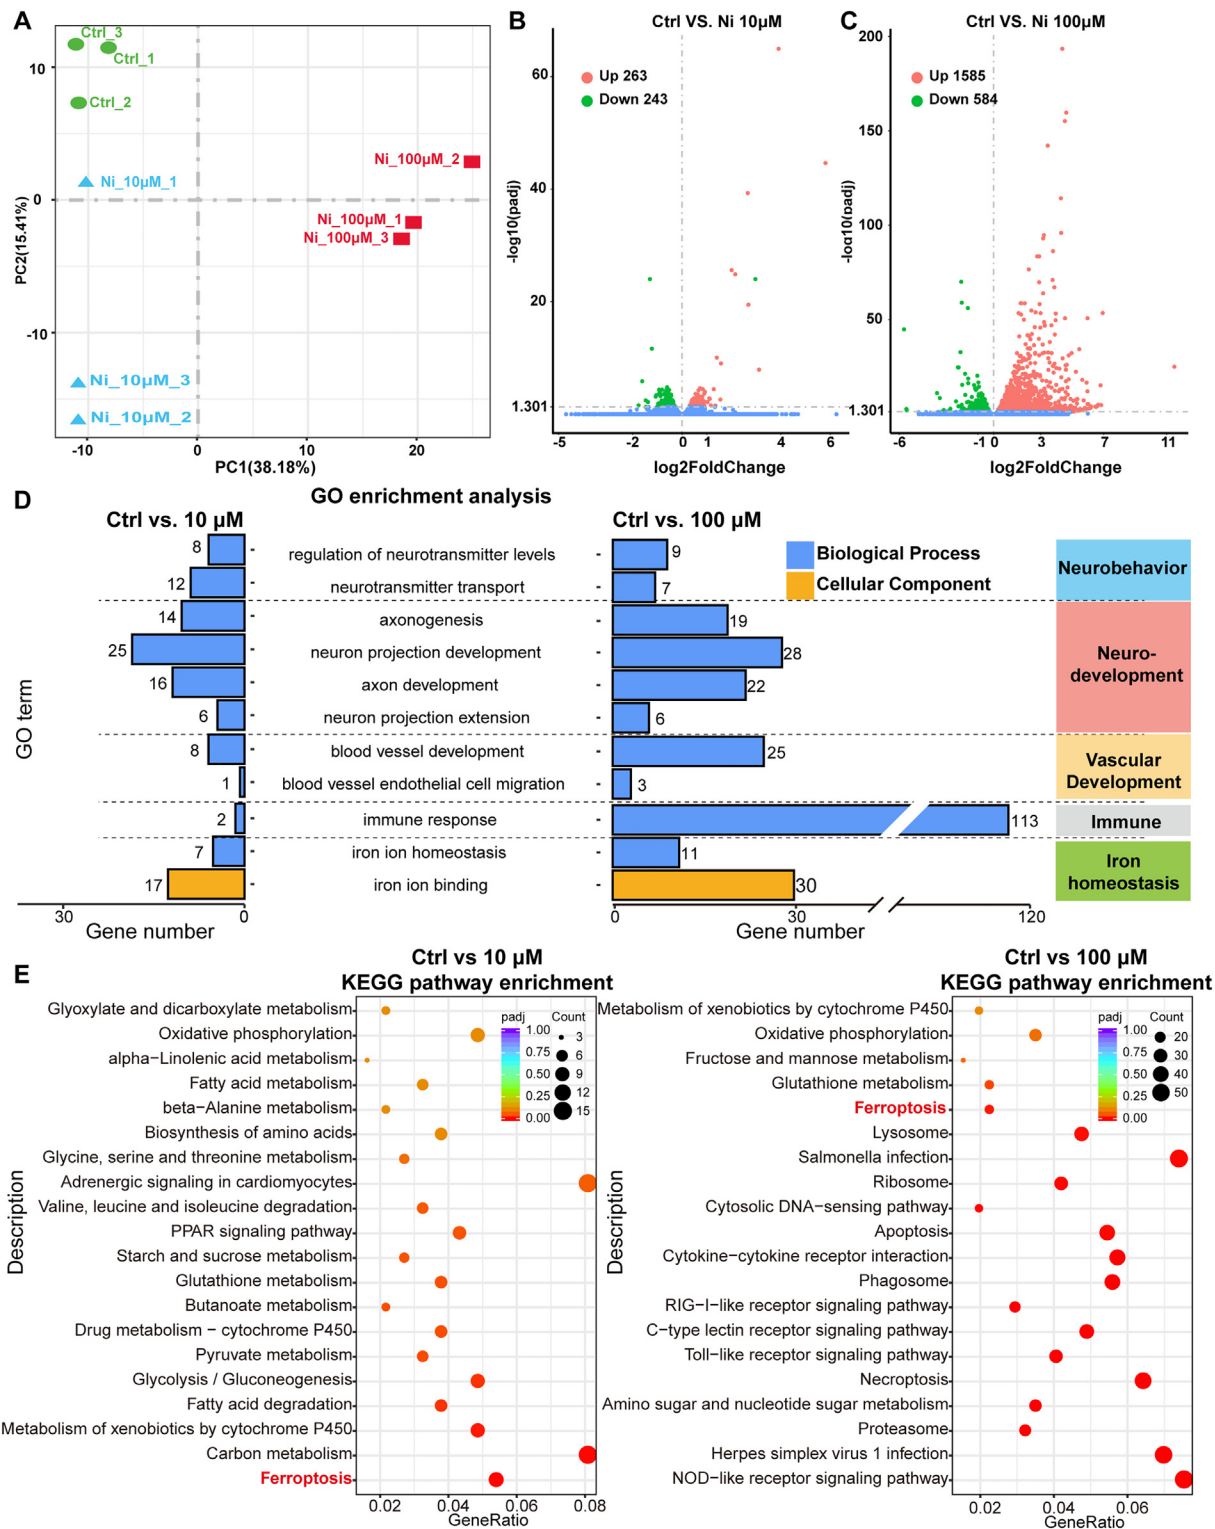 A
Ctrl_3
Ctrl_1
Ctrl_2
Ni_10μM_1
Ni_100μM_2
Ni_100μM_1
Ni_100μM_3
Ni_10μM_3
Ni_10μM_2
10
0
-10
PC2(15.41%)
-10
0
10
20
PC1(38.18%)
B
Ctrl VS. Ni 10μM
Up 263
Down 243
60
40
20
1.301
-log10(padj)
-5
-2
0
1
4
6
log2FoldChange
C
Ctrl VS. Ni 100μM
Up 1585
Down 584
200
150
100
50
1.301
-log10(padj)
-6
-1
0
3
7
11
log2FoldChange
D
GO enrichment analysis
Ctrl vs. 10 μM
Ctrl vs. 100 μM
Biological Process
Cellular Component
GO term
8 regulation of neurotransmitter levels 9
12 neurotransmitter transport 7
14 axonogenesis 19
25 neuron projection development 28
16 axon development 22
6 neuron projection extension 6
8 blood vessel development 25
1 blood vessel endothelial cell migration 3
2 immune response 113
7 iron ion homeostasis 11
17 iron ion binding 30
Neurobehavior
Neuro-
development
Vascular
Development
Immune
Iron
homeostasis
30 0
Gene number
0 30 120
Gene number
E
Ctrl vs 10 μM
KEGG pathway enrichment
Description
Glyoxylate and dicarboxylate metabolism
Oxidative phosphorylation
alpha−Linolenic acid metabolism
Fatty acid metabolism
beta−Alanine metabolism
Biosynthesis of amino acids
Glycine, serine and threonine metabolism
Adrenergic signaling in cardiomyocytes
Valine, leucine and isoleucine degradation
PPAR signaling pathway
Starch and sucrose metabolism
Glutathione metabolism
Butanoate metabolism
Drug metabolism − cytochrome P450
Pyruvate metabolism
Glycolysis / Gluconeogenesis
Fatty acid degradation
Metabolism of xenobiotics by cytochrome P450
Carbon metabolism
Ferroptosis
padj
1.00
0.75
0.50
0.25
0.00
Count
3
6
9
12
15
0.02 0.04 0.06 0.08
GeneRatio
Ctrl vs 100 μM
KEGG pathway enrichment
Description
Metabolism of xenobiotics by cytochrome P450
Oxidative phosphorylation
Fructose and mannose metabolism
Glutathione metabolism
Ferroptosis
Lysosome
Salmonella infection
Ribosome
Cytosolic DNA−sensing pathway
Apoptosis
Cytokine−cytokine receptor interaction
Phagosome
RIG−I−like receptor signaling pathway
C−type lectin receptor signaling pathway
Toll−like receptor signaling pathway
Necroptosis
Amino sugar and nucleotide sugar metabolism
Proteasome
Herpes simplex virus 1 infection
NOD−like receptor signaling pathway
padj
1.00
0.75
0.50
0.25
0.00
Count
20
30
40
50
0.02 0.04 0.06
GeneRatio